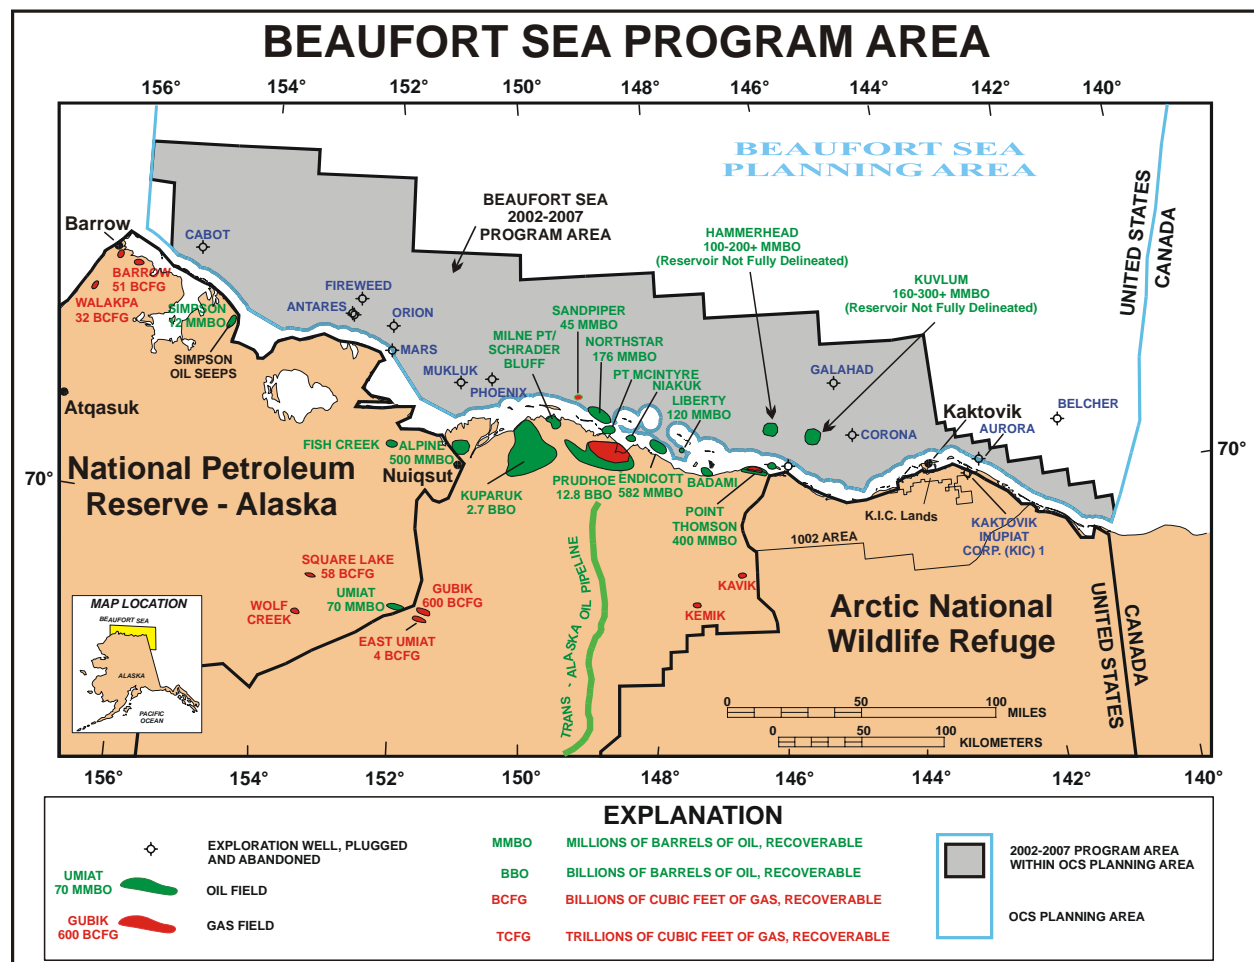 BEAUFORT SEA PROGRAM AREA
156°
154°
152°
150°
148°
146°
144°
142°
140°
BEAUFORT SEA
PLANNING AREA
UNITED STATES
CANADA
BEAUFORT SEA
2002-2007
PROGRAM AREA
HAMMERHEAD
100-200+ MMBO
(Reservoir Not Fully Delineated)
KUVLUM
160-300+ MMBO
(Reservoir Not Fully Delineated)
Barrow
CABOT
BARROW
51 BCFG
WALAKPA
32 BCFG
SIMPSON
12 MMBO
SIMPSON
OIL SEEPS
FIREWEED
ANTARES
ORION
MARS
MUKLUK
PHOENIX
SANDPIPER
45 MMBO
MILNE PT/
SCHRADER
BLUFF
NORTHSTAR
176 MMBO
PT MCINTYRE
NIAKUK
LIBERTY
120 MMBO
GALAHAD
CORONA
BELCHER
Kaktovik
AURORA
Atqasuk
70°
70°
FISH CREEK
ALPINE
500 MMBO
Nuiqsut
National Petroleum
Reserve - Alaska
KUPARUK
2.7 BBO
PRUDHOE
12.8 BBO
ENDICOTT
582 MMBO
BADAMI
POINT
THOMSON
400 MMBO
K.I.C. Lands
KAKTOVIK
INUPIAT
CORP. (KIC) 1
1002 AREA
SQUARE LAKE
58 BCFG
WOLF
CREEK
UMIAT
70 MMBO
GUBIK
600 BCFG
EAST UMIAT
4 BCFG
TRANS - ALASKA OIL PIPELINE
KAVIK
KEMIK
Arctic National
Wildlife Refuge
UNITED STATES
CANADA
MAP LOCATION
BEAUFORT SEA
ALASKA
PACIFIC
OCEAN
0 50 100
MILES
0 50 100
KILOMETERS
156°
154°
152°
150°
148°
146°
144°
142°
140°
EXPLANATION
EXPLORATION WELL, PLUGGED
AND ABANDONED
UMIAT
70 MMBO
OIL FIELD
GUBIK
600 BCFG
GAS FIELD
MMBO MILLIONS OF BARRELS OF OIL, RECOVERABLE
BBO BILLIONS OF BARRELS OF OIL, RECOVERABLE
BCFG BILLIONS OF CUBIC FEET OF GAS, RECOVERABLE
TCFG TRILLIONS OF CUBIC FEET OF GAS, RECOVERABLE
2002-2007 PROGRAM AREA
WITHIN OCS PLANNING AREA
OCS PLANNING AREA